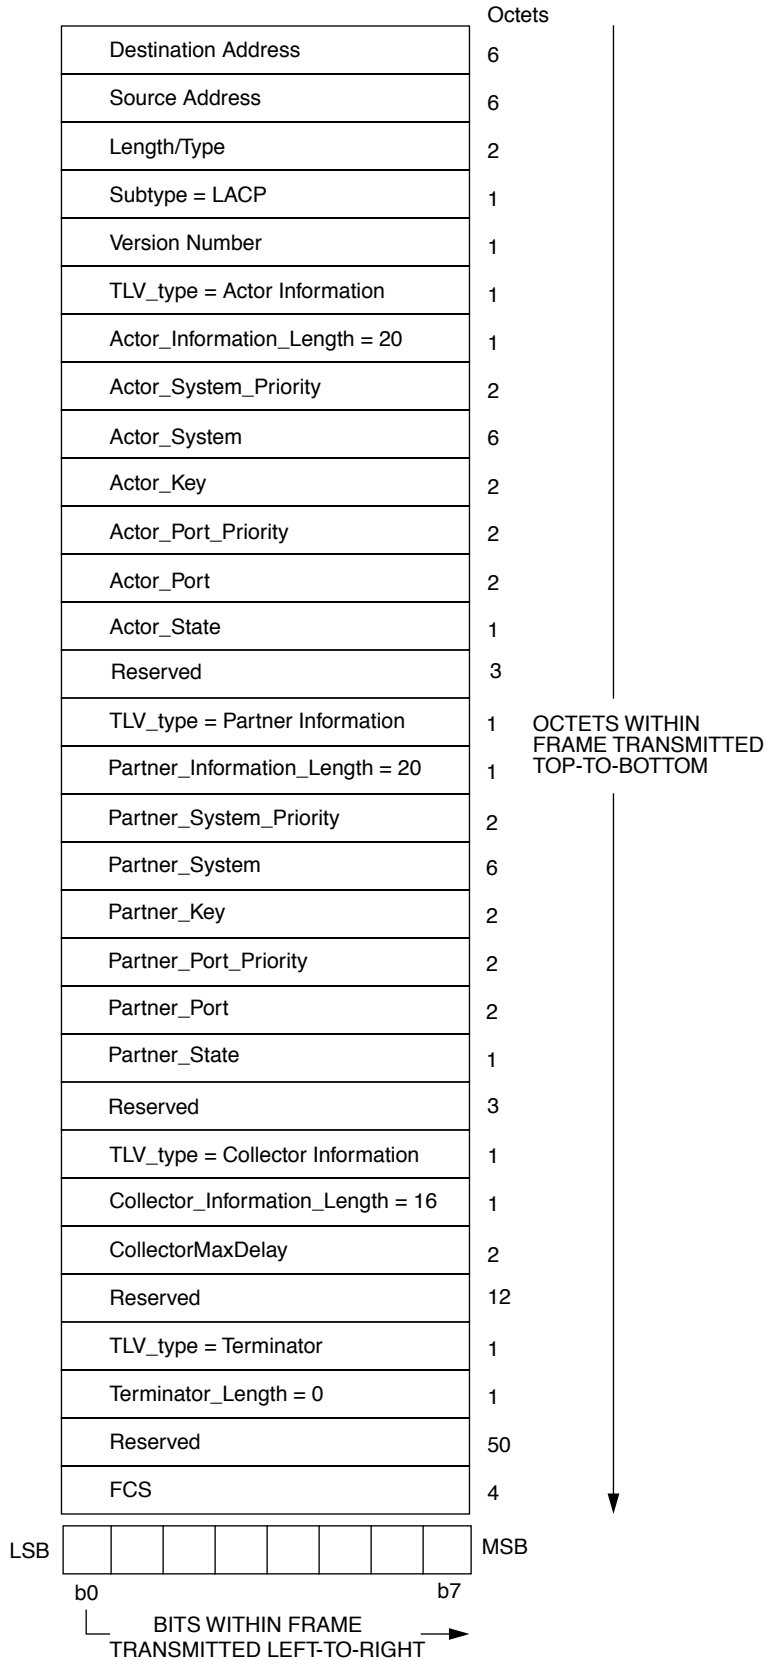 Octets
Destination Address 6
Source Address 6
Length/Type 2
Subtype = LACP 1
Version Number 1
TLV_type = Actor Information 1
Actor_Information_Length = 20 1
Actor_System_Priority 2
Actor_System 6
Actor_Key 2
Actor_Port_Priority 2
Actor_Port 2
Actor_State 1
Reserved 3
TLV_type = Partner Information 1
Partner_Information_Length = 20 1
Partner_System_Priority 2
Partner_System 6
Partner_Key 2
Partner_Port_Priority 2
Partner_Port 2
Partner_State 1
Reserved 3
TLV_type = Collector Information 1
Collector_Information_Length = 16 1
CollectorMaxDelay 2
Reserved 12
TLV_type = Terminator 1
Terminator_Length = 0 1
Reserved 50
FCS 4
OCTETS WITHIN
FRAME TRANSMITTED
TOP-TO-BOTTOM
LSB MSB
b0 b7
BITS WITHIN FRAME
TRANSMITTED LEFT-TO-RIGHT